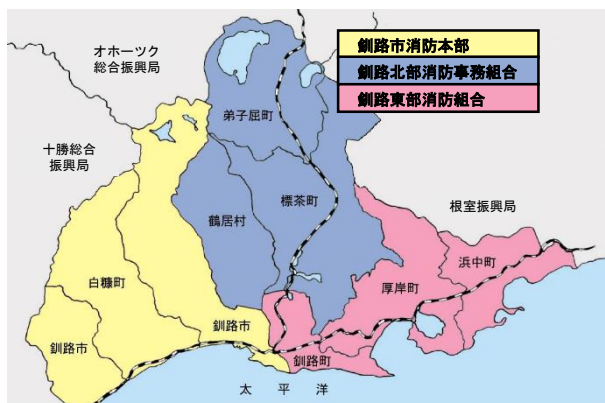 オホーツク
総合振興局
釧路市消防本部
釧路北部消防事務組合
釧路東部消防組合
弟子屈町
十勝総合
振興局
根室振興局
鶴居村
標茶町
浜中町
白糠町
厚岸町
釧路市
釧路市
釧路町
太平洋